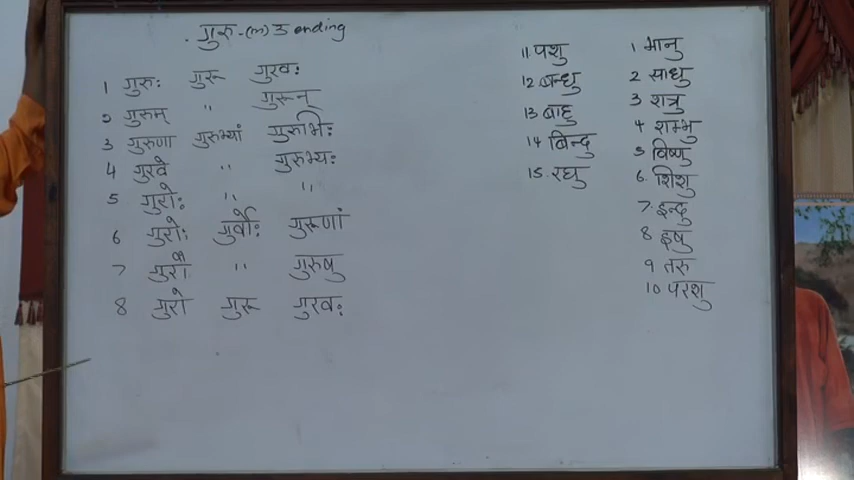 . गुरु - (m) उ ending
1 गुरुः गुरू गुरवः
2 गुरुम् " गुरून्
3 गुरुणा गुरुभ्यां गुरुभिः
4 गुरवे " गुरुभ्यः
5 गुरोः " "
6 गुरोः गुर्वोः गुरूणां
7 गुरौ " गुरुषु
8 गुरो गुरू गुरवः
11 पशु
12 बन्धु
13 बाहु
14 बिन्दु
15. रघु
1 भानु
2 साधु
3 शत्रु
4 शम्भु
5 विष्णु
6. शिशु
7 इन्दु
8 इषु
9 तरु
10 परशु